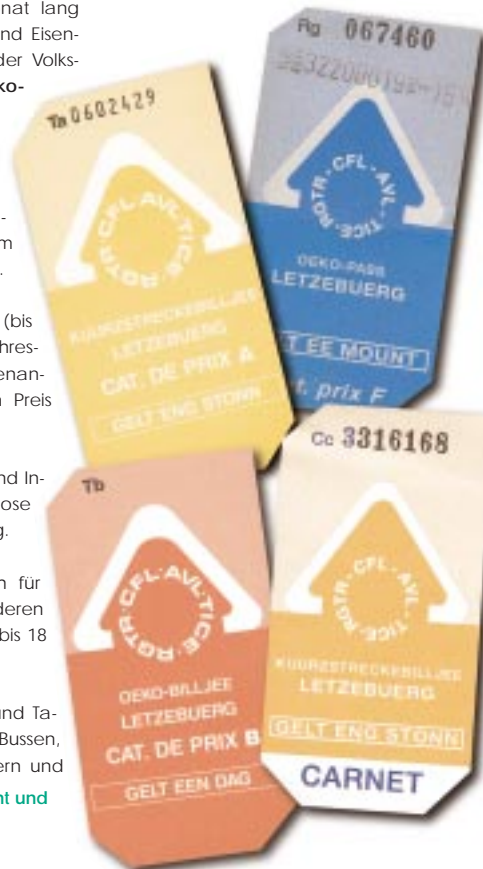 nat lang
nd Eisen-
der Volks-
ko-
m
(bis
hres-
enan-
Preis
nd In-
ose
g.
n für
deren
bis 18
und Ta-
Bussen,
ern und
nt und
Ta 0602429
RGTR·CFL·AVL·TICE
KUURZSTRECKEBILLJEE
LETZEBUERG
CAT. DE PRIX A
GELT ENG STONN
Rg 067460
RGTR·CFL·AVL·TICE
OEKO-PASS
LETZEBUERG
T EE MOUNT
t. prix F
Tb
RGTR·CFL·AVL·TICE
OEKO-BILLJEE
LETZEBUERG
CAT. DE PRIX B
GELT EEN DAG
Cc 3316168
RGTR·CFL·AVL·TICE
KUURZSTRECKEBILLJEE
LETZEBUERG
GELT ENG STONN
CARNET